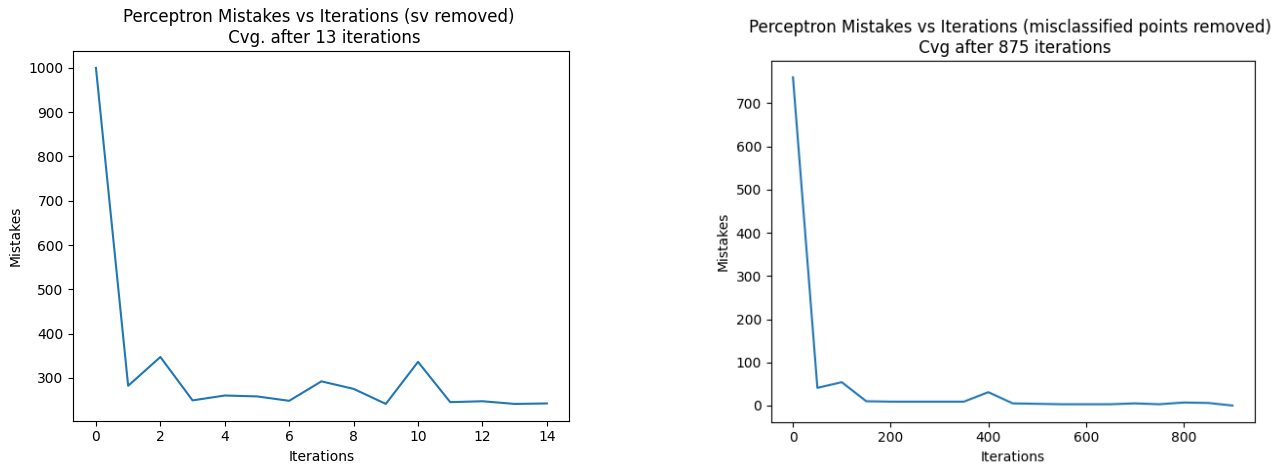 Perceptron Mistakes vs Iterations (sv removed)
Cvg. after 13 iterations
1000
900
800
700
600
500
400
300
Mistakes
0 2 4 6 8 10 12 14
Iterations
Perceptron Mistakes vs Iterations (misclassified points removed)
Cvg after 875 iterations
700
600
500
400
300
200
100
0
Mistakes
0 200 400 600 800
Iterations